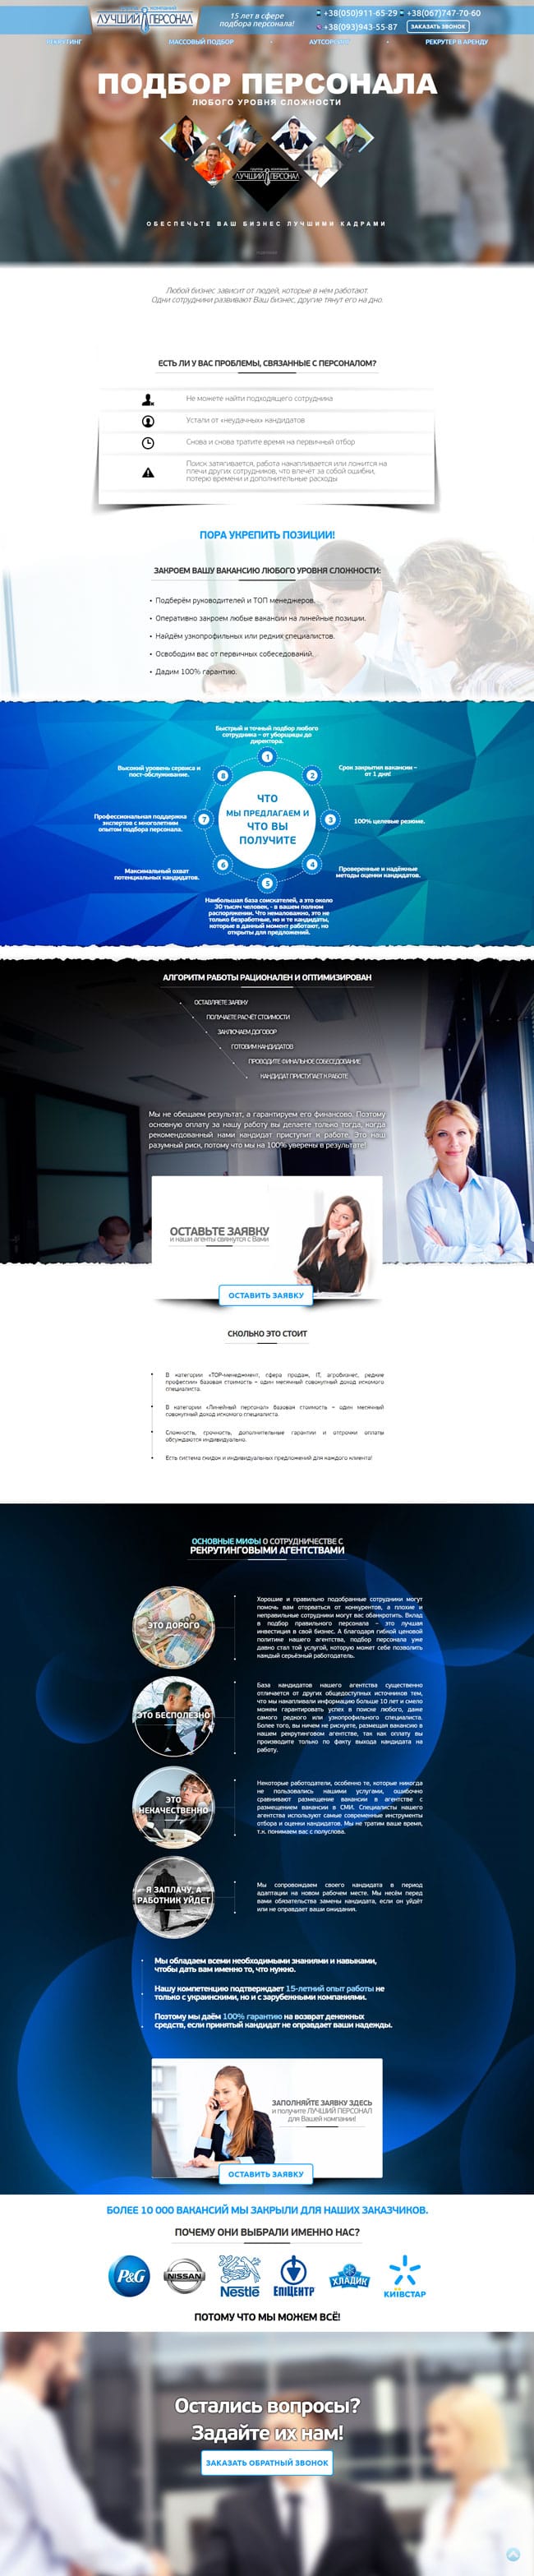 ЛУЧШИЙ ПЕРСОНАЛ
15 лет в сфере
подбора персонала!
+38(050)911-65-29 +38(067)747-70-60
+38(093)943-55-87 ЗАКАЗАТЬ ЗВОНОК
РЕКРУТИНГ МАССОВЫЙ ПОДБОР АУТСОРСИНГ РЕКРУТЕР В АРЕНДУ
ПОДБОР ПЕРСОНАЛА
ЛЮБОГО УРОВНЯ СЛОЖНОСТИ
ЛУЧШИЙ ПЕРСОНАЛ
ОБЕСПЕЧЬТЕ ВАШ БИЗНЕС ЛУЧШИМИ КАДРАМИ
Любой бизнес зависит от людей, которые в нем работают.
Одни сотрудники развивают Ваш бизнес, другие тянут его на дно.
ЕСТЬ ЛИ У ВАС ПРОБЛЕМЫ, СВЯЗАННЫЕ С ПЕРСОНАЛОМ?
Не можете найти подходящего сотрудника
Устали от «неудачных» кандидатов
Снова и снова тратите время на первичный отбор
Поиск затягивается, работа накапливается или ложится на
плечи других сотрудников, что влечёт за собой ошибки,
потерю времени и дополнительные расходы
ПОРА УКРЕПИТЬ ПОЗИЦИИ!
ЗАКРОЕМ ВАШУ ВАКАНСИЮ ЛЮБОГО УРОВНЯ СЛОЖНОСТИ:
• Подберём руководителей и ТОП менеджеров.
• Оперативно закроем любые вакансии на линейные позиции.
• Найдём узкопрофильных или редких специалистов.
• Освободим вас от первичных собеседований.
• Дадим 100% гарантию.
Быстрый и точный подбор любого
сотрудника – от уборщицы до
директора.
1
Высокий уровень сервиса и
пост-обслуживание.
8
2
Срок закрытия вакансии –
от 1 дня!
ЧТО
МЫ ПРЕДЛАГАЕМ И
ЧТО ВЫ
ПОЛУЧИТЕ
Профессиональная поддержка
экспертов с многолетним
опытом подбора персонала.
7
3
100% целевые резюме.
Максимальный охват
потенциальных кандидатов.
6
4
Проверенные и надёжные
методы оценки кандидатов.
5
Наибольшая база соискателей, а это около
30 тысяч человек, - в вашем полном
распоряжении. Что немаловажно, это не
только безработные, но и те кандидаты,
которые в данный момент работают, но
открыты для предложений.
АЛГОРИТМ РАБОТЫ РАЦИОНАЛЕН И ОПТИМИЗИРОВАН
ОСТАВЛЯЕТЕ ЗАЯВКУ
ПОЛУЧАЕТЕ РАСЧЁТ СТОИМОСТИ
ЗАКЛЮЧАЕМ ДОГОВОР
ГОТОВИМ КАНДИДАТОВ
ПРОВОДИТЕ ФИНАЛЬНОЕ СОБЕСЕДОВАНИЕ
КАНДИДАТ ПРИСТУПАЕТ К РАБОТЕ
Мы не обещаем результат, а гарантируем его финансово. Поэтому
основную оплату за нашу работу вы делаете только тогда, когда
рекомендованный нами кандидат приступит к работе. Это наш
разумный риск, потому что мы на 100% уверены в результате!
ОСТАВЬТЕ ЗАЯВКУ
и наши агенты свяжутся с Вами
ОСТАВИТЬ ЗАЯВКУ
СКОЛЬКО ЭТО СТОИТ
В категории «ТОР-менеджмент, сфера продаж, IT, агробизнес, редкие
профессии» базовая стоимость – один месячный совокупный доход искомого
специалиста.
В категории «Линейный персонал» базовая стоимость – один месячный
совокупный доход искомого специалиста.
Сложность, срочность, дополнительные гарантии и отсрочки оплаты
обсуждаются индивидуально.
Есть система скидок и индивидуальных предложений для каждого клиента!
ОСНОВНЫЕ МИФЫ О СОТРУДНИЧЕСТВЕ С
РЕКРУТИНГОВЫМИ АГЕНТСТВАМИ
ЭТО ДОРОГО
Хорошие и правильно подобранные сотрудники могут
помочь вам оторваться от конкурентов, а плохие и
неправильные сотрудники могут вас обанкротить. Вклад
в подбор правильного персонала – это лучшая
инвестиция в свой бизнес. А благодаря гибкой ценовой
политике нашего агентства, подбор персонала уже
давно стал той услугой, которую может себе позволить
каждый серьёзный работодатель.
ЭТО БЕСПОЛЕЗНО
База кандидатов нашего агентства существенно
отличается от других общедоступных источников тем,
что мы накапливали информацию больше 10 лет и смело
можем гарантировать успех в поиске любого, даже
самого редкого или узкопрофильного специалиста.
Более того, вы ничем не рискуете, размещая вакансию в
нашем рекрутинговом агентстве, так как оплату вы
производите только по факту выхода кандидата на
работу.
ЭТО
НЕКАЧЕСТВЕННО
Некоторые работодатели, особенно те, которые никогда
не пользовались нашими услугами, ошибочно
сравнивают размещение вакансии в агентстве с
размещением вакансии в СМИ. Специалисты нашего
агентства используют самые современные инструменты
отбора и оценки кандидатов. Мы не тратим ваше время,
т.к. понимаем вас с полуслова.
Я ЗАПЛАЧУ, А
РАБОТНИК УЙДЕТ
Мы сопровождаем своего кандидата в период
адаптации на новом рабочем месте. Мы несём перед
вами обязательства замены кандидата, если он уйдёт
или не оправдает ваши ожидания.
Мы обладаем всеми необходимыми знаниями и навыками,
чтобы дать вам именно то, что нужно.
Нашу компетенцию подтверждает 15-летний опыт работы не
только с украинскими, но и с зарубежными компаниями.
Поэтому мы даём 100% гарантию на возврат денежных
средств, если принятый кандидат не оправдает ваши надежды.
ЗАПОЛНЯЙТЕ ЗАЯВКУ ЗДЕСЬ
и получите ЛУЧШИЙ ПЕРСОНАЛ
для Вашей компании!
ОСТАВИТЬ ЗАЯВКУ
БОЛЕЕ 10 000 ВАКАНСИЙ МЫ ЗАКРЫЛИ ДЛЯ НАШИХ ЗАКАЗЧИКОВ.
ПОЧЕМУ ОНИ ВЫБРАЛИ ИМЕННО НАС?
P&G NISSAN Nestlē ЕПІЦЕНТР ХЛАДИК КИЇВСТАР
ПОТОМУ ЧТО МЫ МОЖЕМ ВСЁ!
Остались вопросы?
Задайте их нам!
ЗАКАЗАТЬ ОБРАТНЫЙ ЗВОНОК